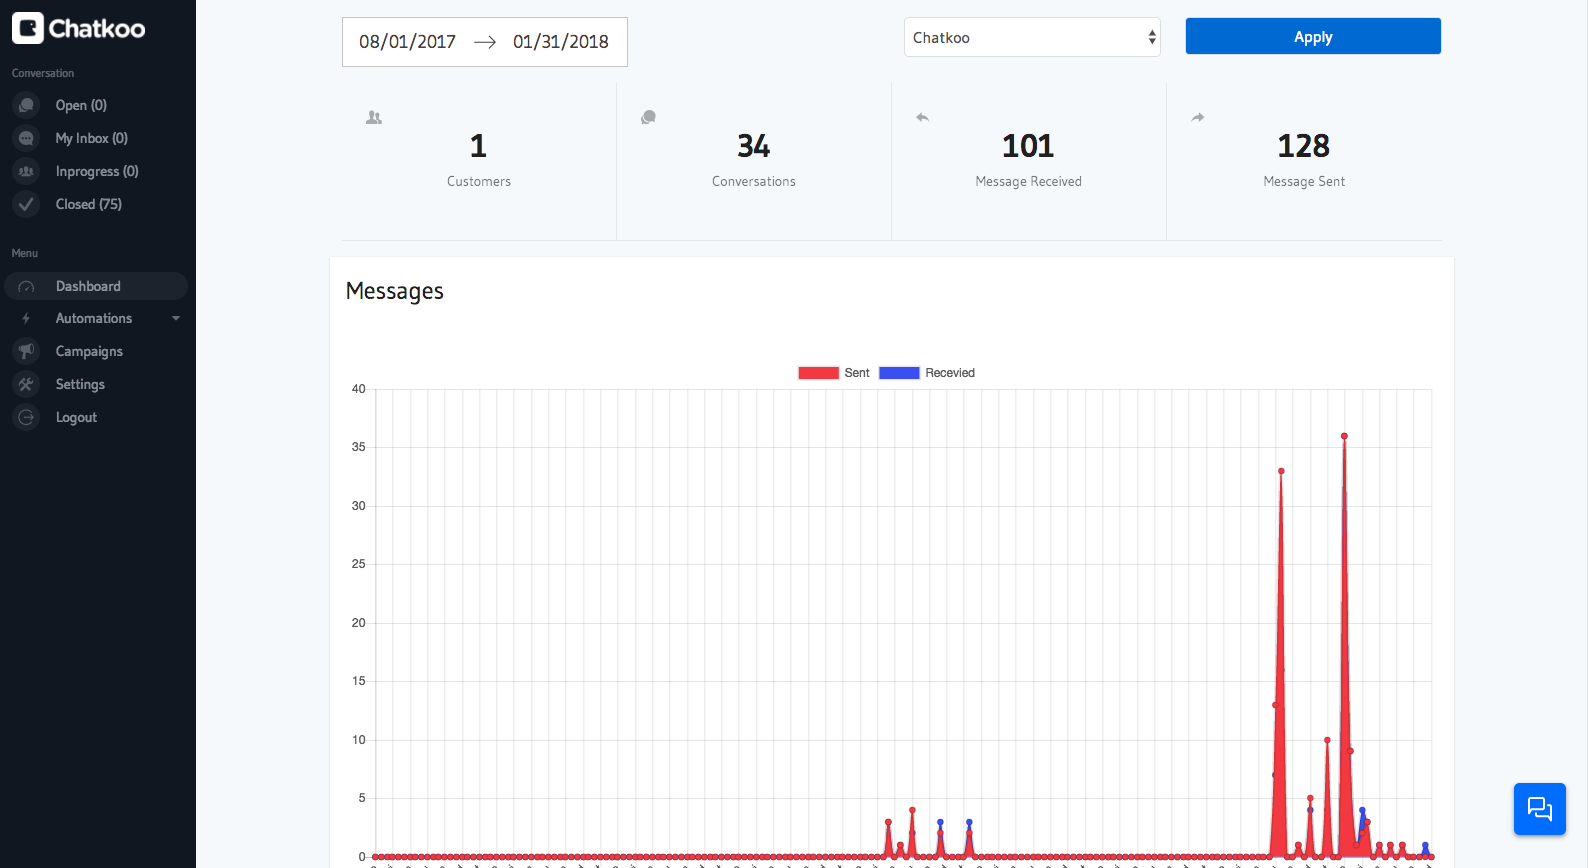 Chatkoo
Conversation
Open (0)
My Inbox (0)
Inprogress (0)
Closed (75)
Menu
Dashboard
Automations
Campaigns
Settings
Logout
08/01/2017 → 01/31/2018
Chatkoo
Apply
1
Customers
34
Conversations
101
Message Received
128
Message Sent
Messages
Sent
Recevied
40
35
30
25
20
15
10
5
0